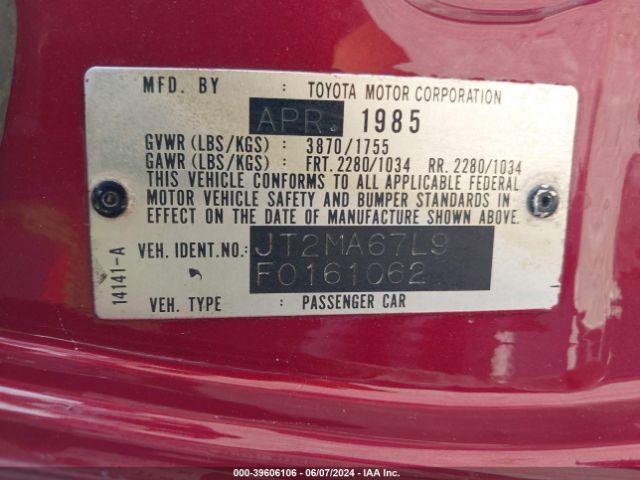 MFD. BY : TOYOTA MOTOR CORPORATION
APR. 1985
GVWR (LBS/KGS) : 3870/1755
GAWR (LBS/KGS) : FRT. 2280/1034 RR. 2280/1034
THIS VEHICLE CONFORMS TO ALL APPLICABLE FEDERAL
MOTOR VEHICLE SAFETY AND BUMPER STANDARDS IN
EFFECT ON THE DATE OF MANUFACTURE SHOWN ABOVE.
VEH. IDENT.NO.: JT2MA67L9
F0161062
VEH. TYPE : PASSENGER CAR
14141-A
000-39606106 - 06/07/2024 - IAA Inc.